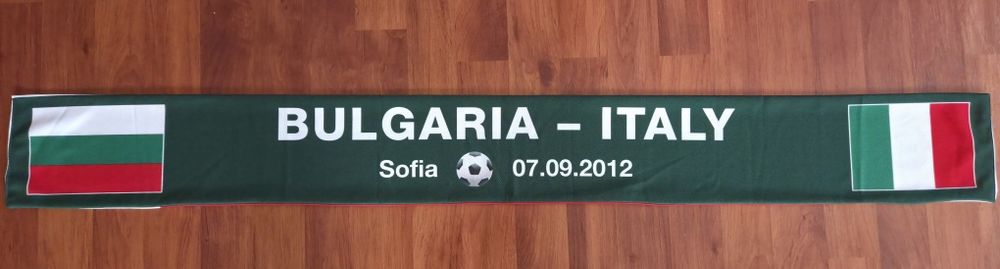 BULGARIA – ITALY
Sofia 07.09.2012